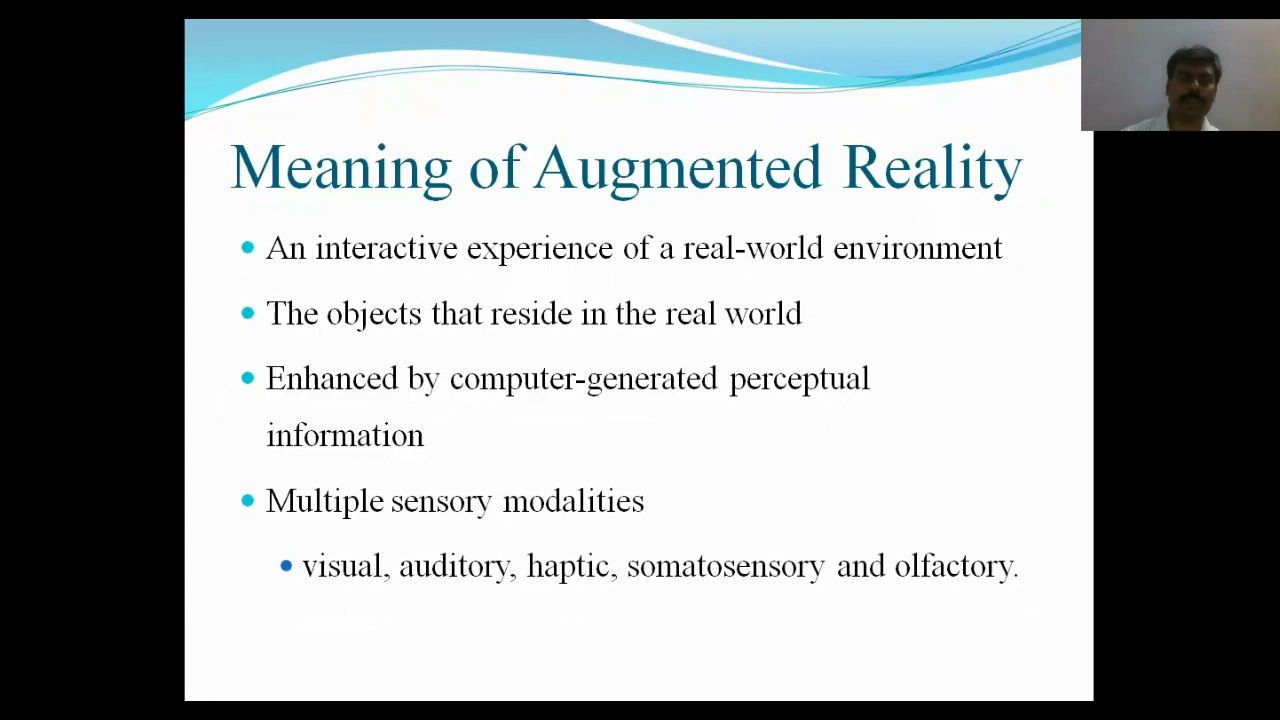 Meaning of Augmented Reality
An interactive experience of a real-world environment
The objects that reside in the real world
Enhanced by computer-generated perceptual
information
Multiple sensory modalities
visual, auditory, haptic, somatosensory and olfactory.